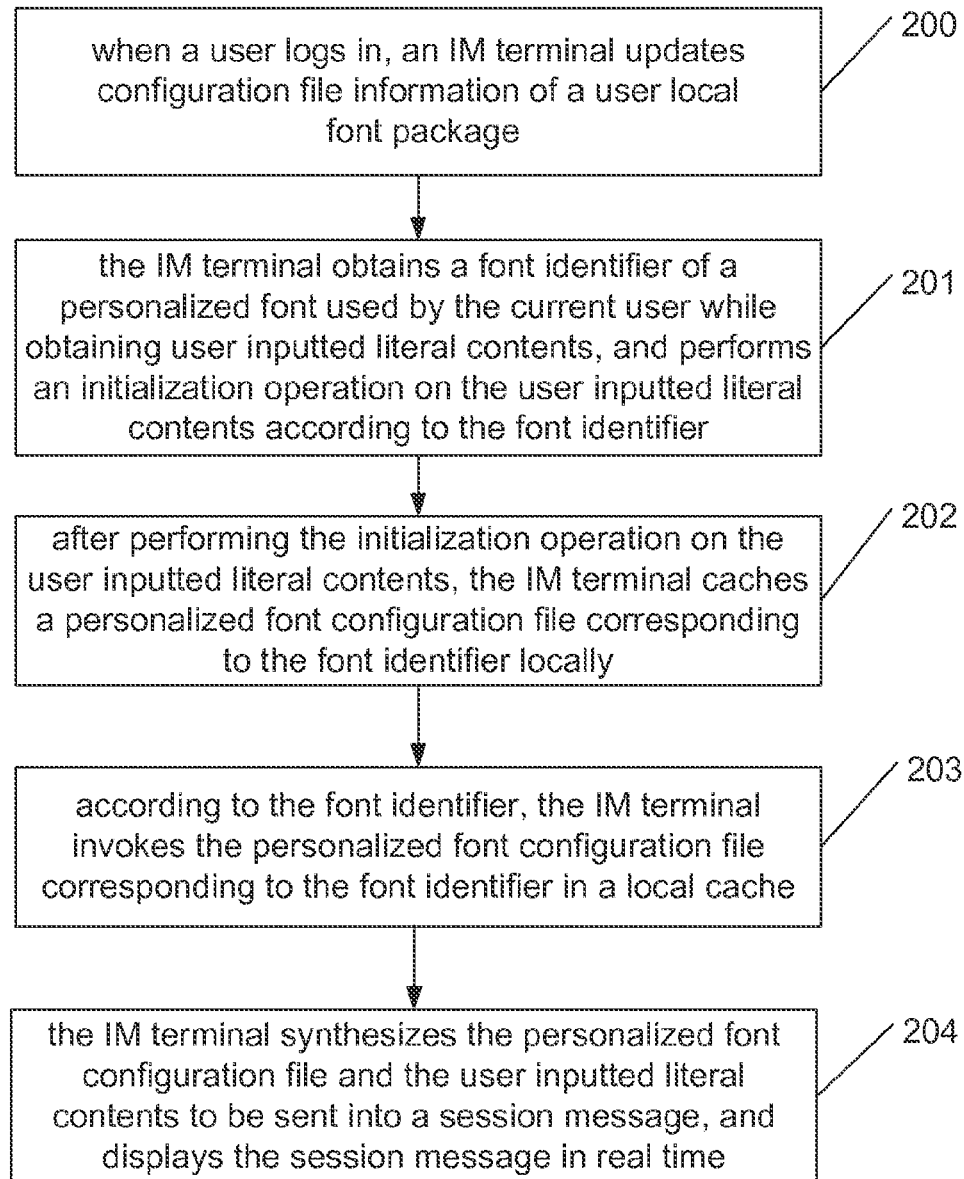 200
when a user logs in, an IM terminal updates
configuration file information of a user local
font package
201
the IM terminal obtains a font identifier of a
personalized font used by the current user while
obtaining user inputted literal contents, and performs
an initialization operation on the user inputted literal
contents according to the font identifier
202
after performing the initialization operation on the
user inputted literal contents, the IM terminal caches
a personalized font configuration file corresponding
to the font identifier locally
203
according to the font identifier, the IM terminal
invokes the personalized font configuration file
corresponding to the font identifier in a local cache
204
the IM terminal synthesizes the personalized font
configuration file and the user inputted literal
contents to be sent into a session message, and
displays the session message in real time